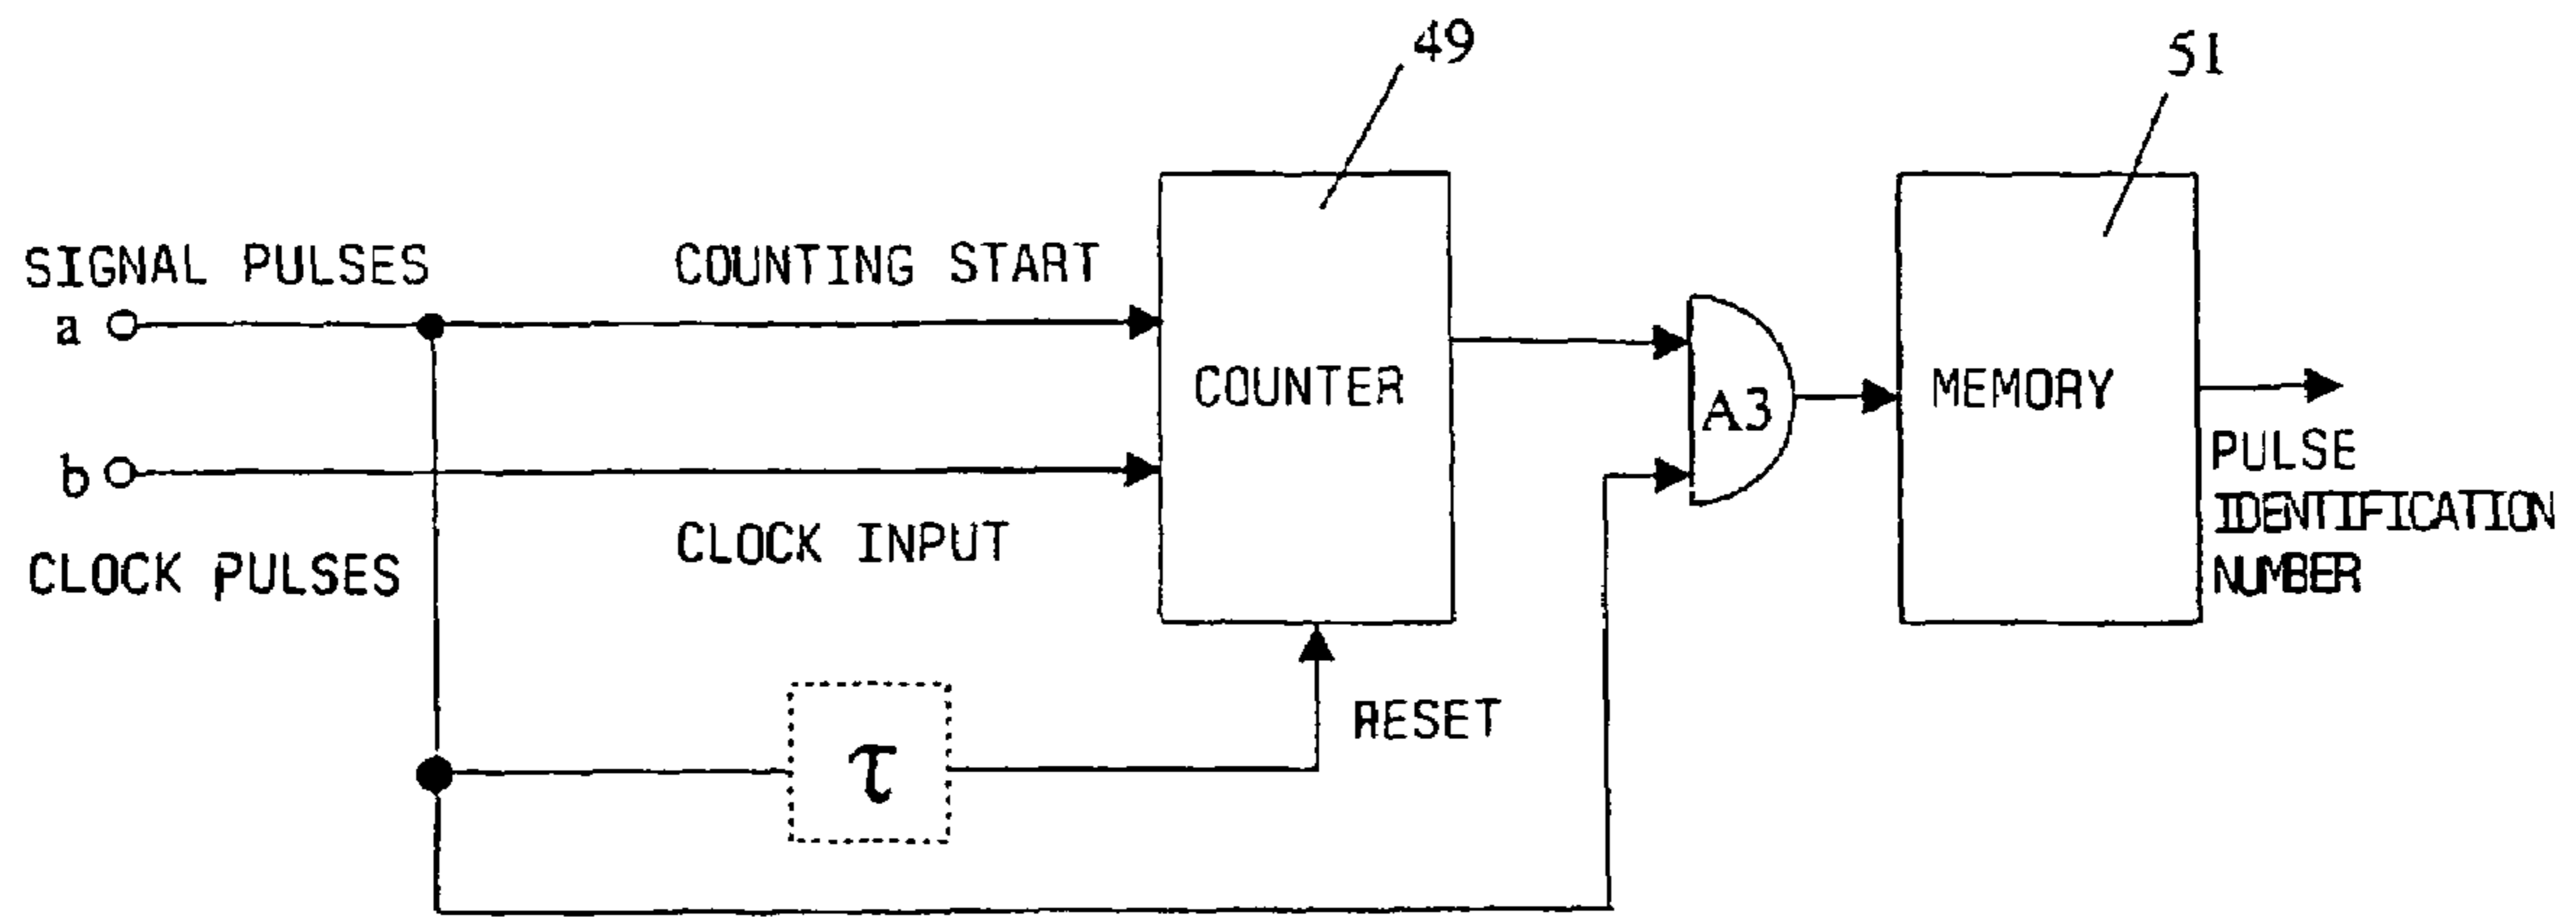 49
51
SIGNAL PULSES
COUNTING START
a
COUNTER
A3
MEMORY
b
CLOCK INPUT
CLOCK PULSES
PULSE
IDENTIFICATION
NUMBER
RESET
τ